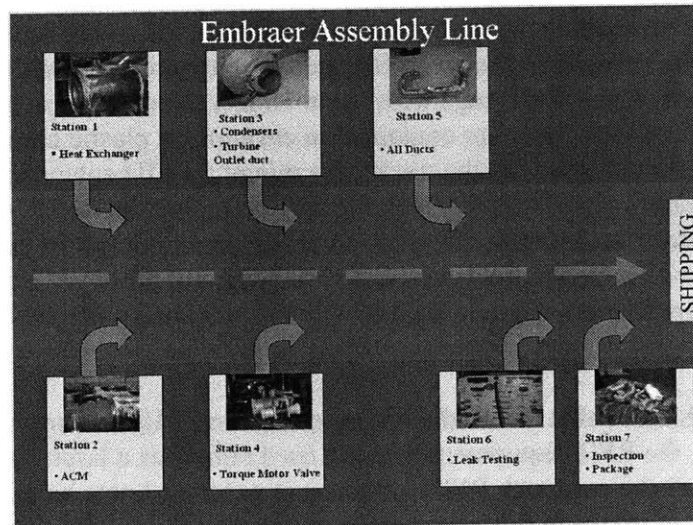 Embraer Assembly Line
Station 1
• Heat Exchanger
Station 3
• Condensers
• Turbine
Outlet duct
Station 5
• All Ducts
SHIPPING
Station 2
• ACM
Station 4
• Torque Motor Valve
Station 6
• Leak Testing
Station 7
• Inspection
• Package